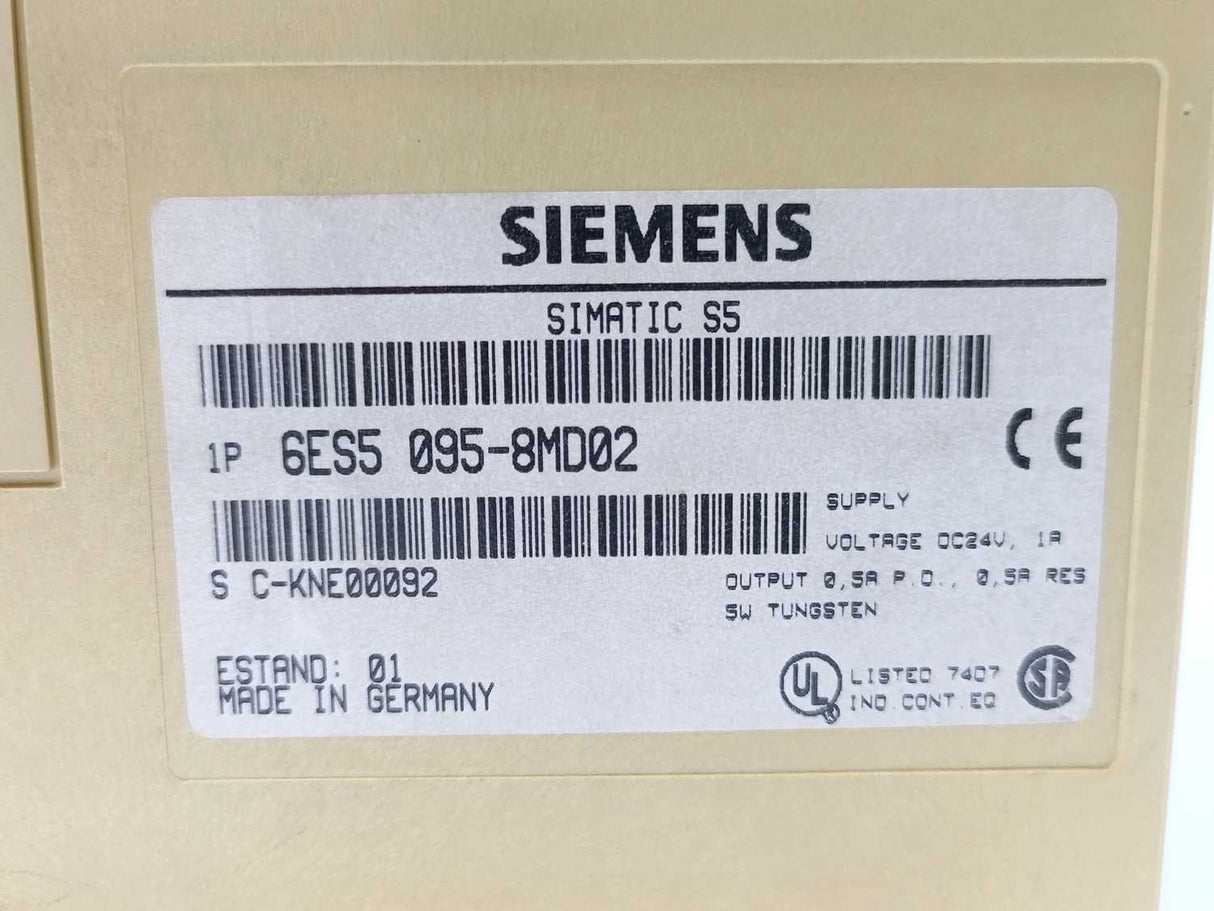 SIEMENS
SIMATIC S5
1P 6ES5 095-8MD02
CE
SUPPLY
VOLTAGE DC24V, 1A
S C-KNE00092
OUTPUT 0,5A P.D., 0,5A RES
5W TUNGSTEN
ESTAND: 01
MADE IN GERMANY
UL LISTED 7407
IND.CONT.EQ
SA